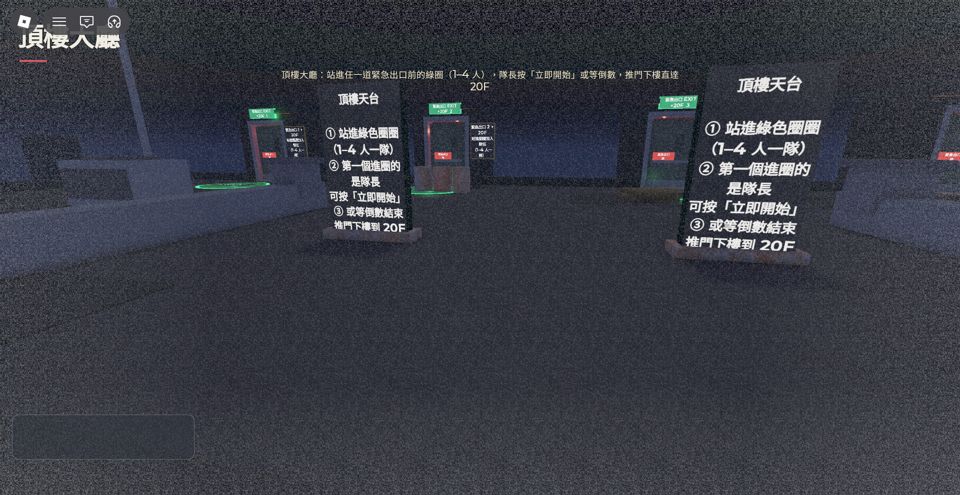 頂樓大廳
頂樓大廳：站進任一道緊急出口前的綠圈（1–4 人），隊長按「立即開始」或等倒數，推門下樓直達
20F
頂樓天台
① 站進綠色圈圈
（1–4 人一隊）
② 第一個進圈的
是隊長
可按「立即開始」
③ 或等倒數結束
推門下樓到 20F
頂樓天台
① 站進綠色圈圈
（1–4 人一隊）
② 第一個進圈的
是隊長
可按「立即開始」
③ 或等倒數結束
推門下樓到 20F